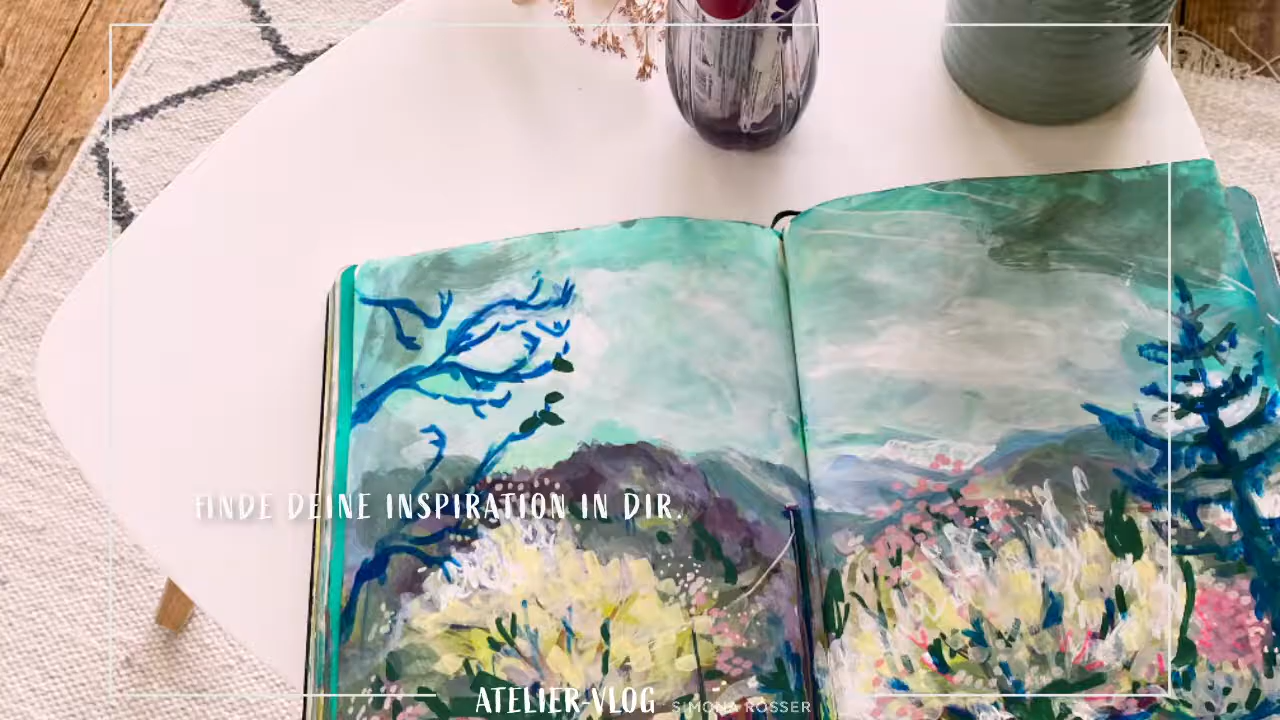 FINDE DEINE INSPIRATION IN DIR.
ATELIER-VLOG SIMONA ROSSER